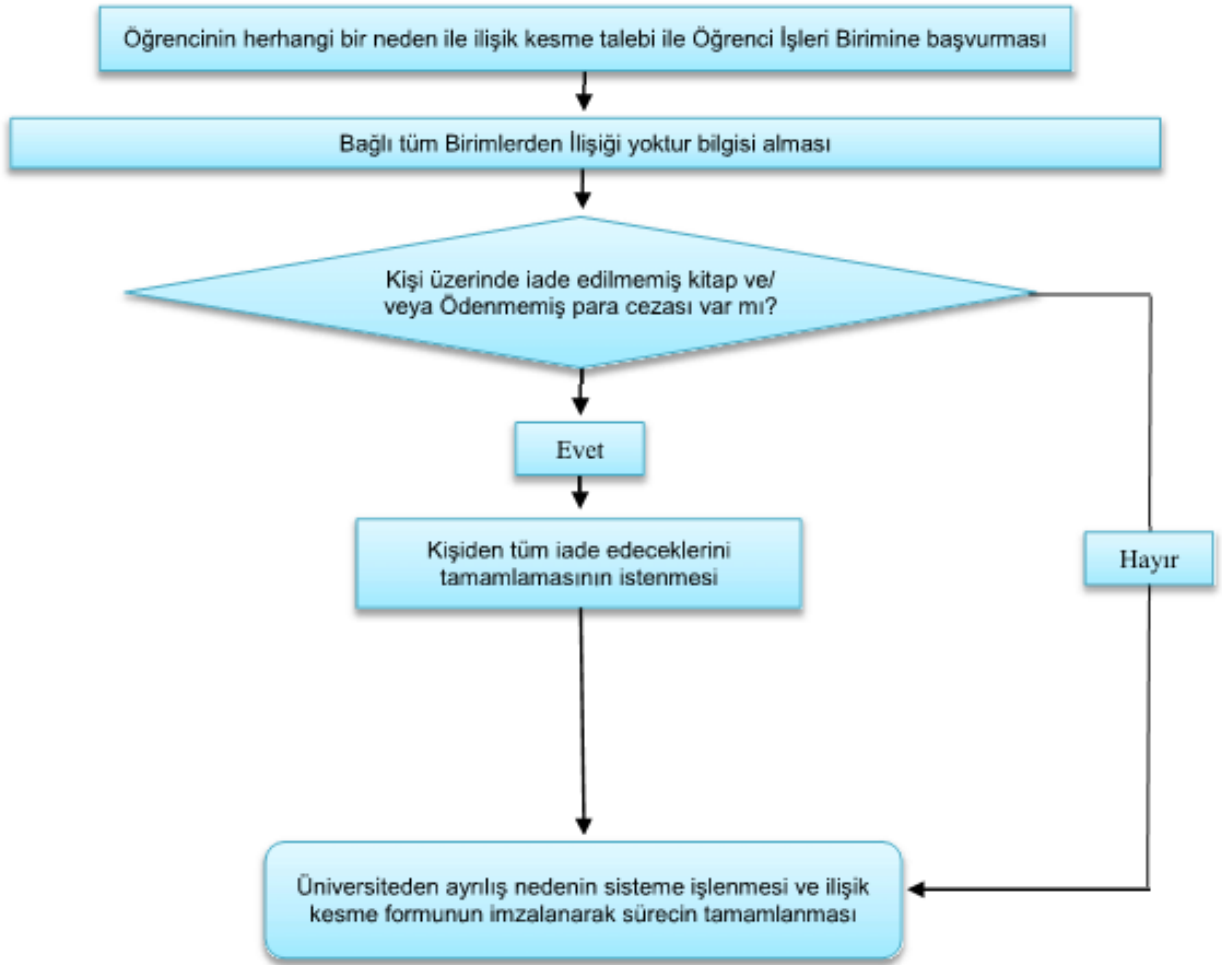 Öğrencinin herhangi bir neden ile ilişik kesme talebi ile Öğrenci İşleri Birimine başvurması
Bağlı tüm Birimlerden İlişiği yoktur bilgisi alması
Kişi üzerinde iade edilmemiş kitap ve/
veya Ödenmemiş para cezası var mı?
Evet
Kişiden tüm iade edeceklerini
tamamlamasının istenmesi
Hayır
Üniversiteden ayrılış nedenin sisteme işlenmesi ve ilişik
kesme formunun imzalanarak sürecin tamamlanması